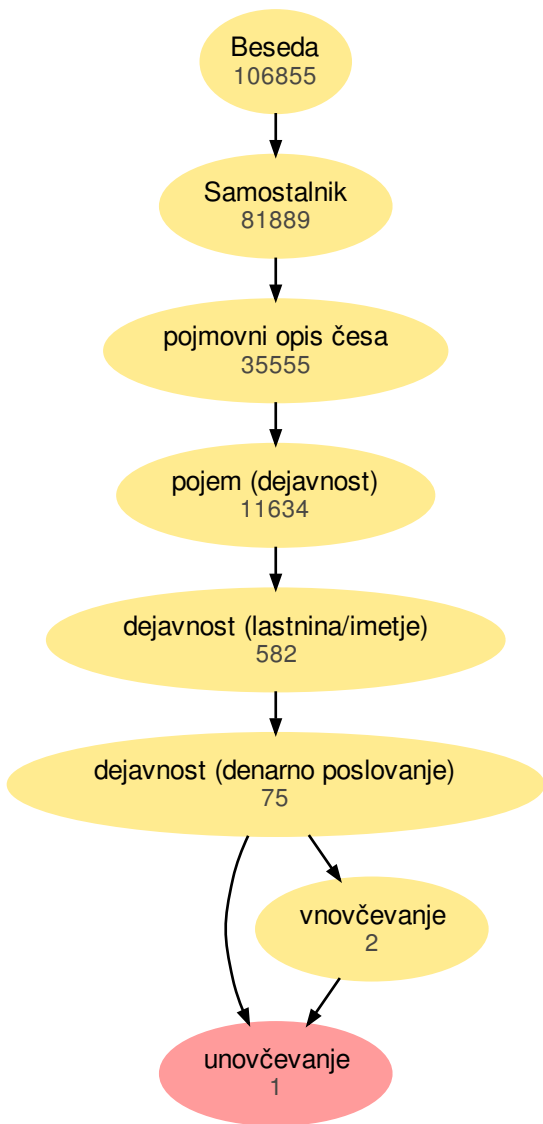 Beseda
106855
Samostalnik
81889
pojmovni opis česa
35555
pojem (dejavnost)
11634
dejavnost (lastnina/imetje)
582
dejavnost (denarno poslovanje)
75
vnovčevanje
2
unovčevanje
1